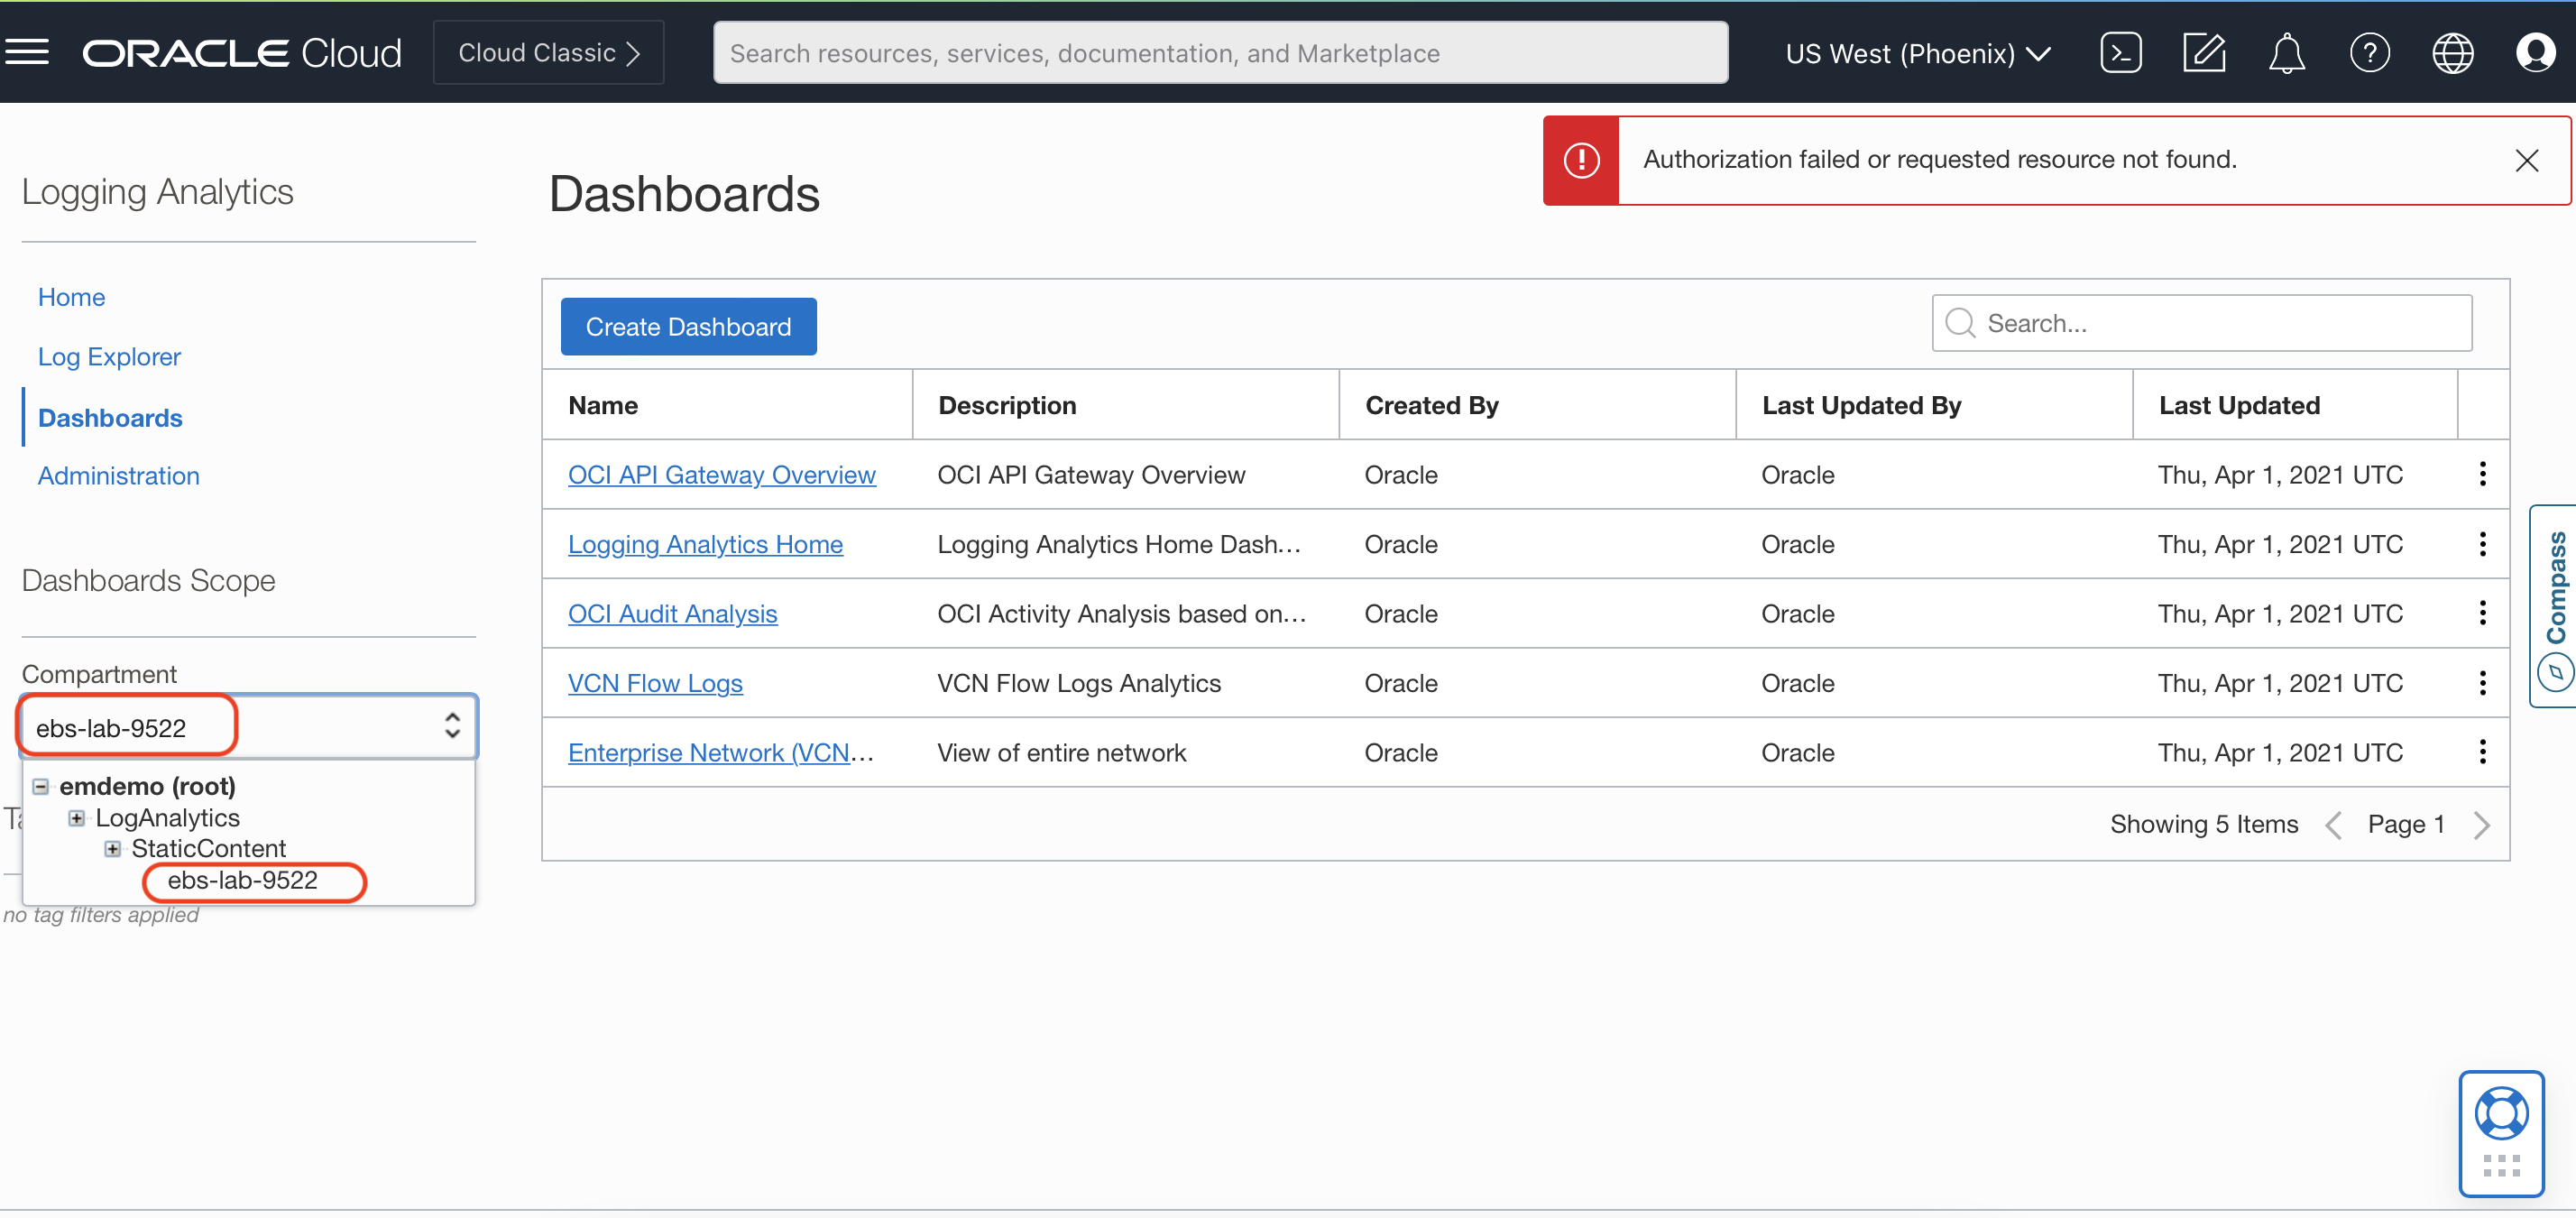 ORACLE Cloud
Cloud Classic
Search resources, services, documentation, and Marketplace
US West (Phoenix)
Authorization failed or requested resource not found.
Logging Analytics
Home
Log Explorer
Dashboards
Administration
Dashboards Scope
Compartment
ebs-lab-9522
emdemo (root)
LogAnalytics
StaticContent
ebs-lab-9522
no tag filters applied
Dashboards
Create Dashboard
Search...
Name Description Created By Last Updated By Last Updated
OCI API Gateway Overview OCI API Gateway Overview Oracle Oracle Thu, Apr 1, 2021 UTC
Logging Analytics Home Logging Analytics Home Dash... Oracle Oracle Thu, Apr 1, 2021 UTC
OCI Audit Analysis OCI Activity Analysis based on... Oracle Oracle Thu, Apr 1, 2021 UTC
VCN Flow Logs VCN Flow Logs Analytics Oracle Oracle Thu, Apr 1, 2021 UTC
Enterprise Network (VCN... View of entire network Oracle Oracle Thu, Apr 1, 2021 UTC
Showing 5 Items Page 1
Compass